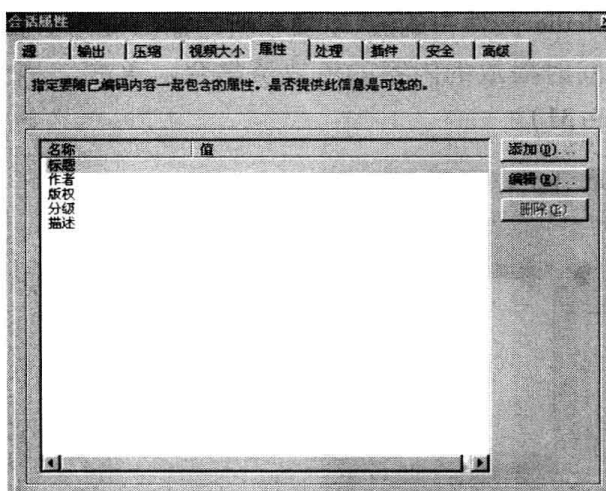 会话属性
源 输出 压缩 视频大小 属性 处理 插件 安全 高级
指定要随已编码内容一起包含的属性。是否提供此信息是可选的。
名称 值
标题
作者
版权
分级
描述
添加(D)...
编辑(E)...
删除(R)